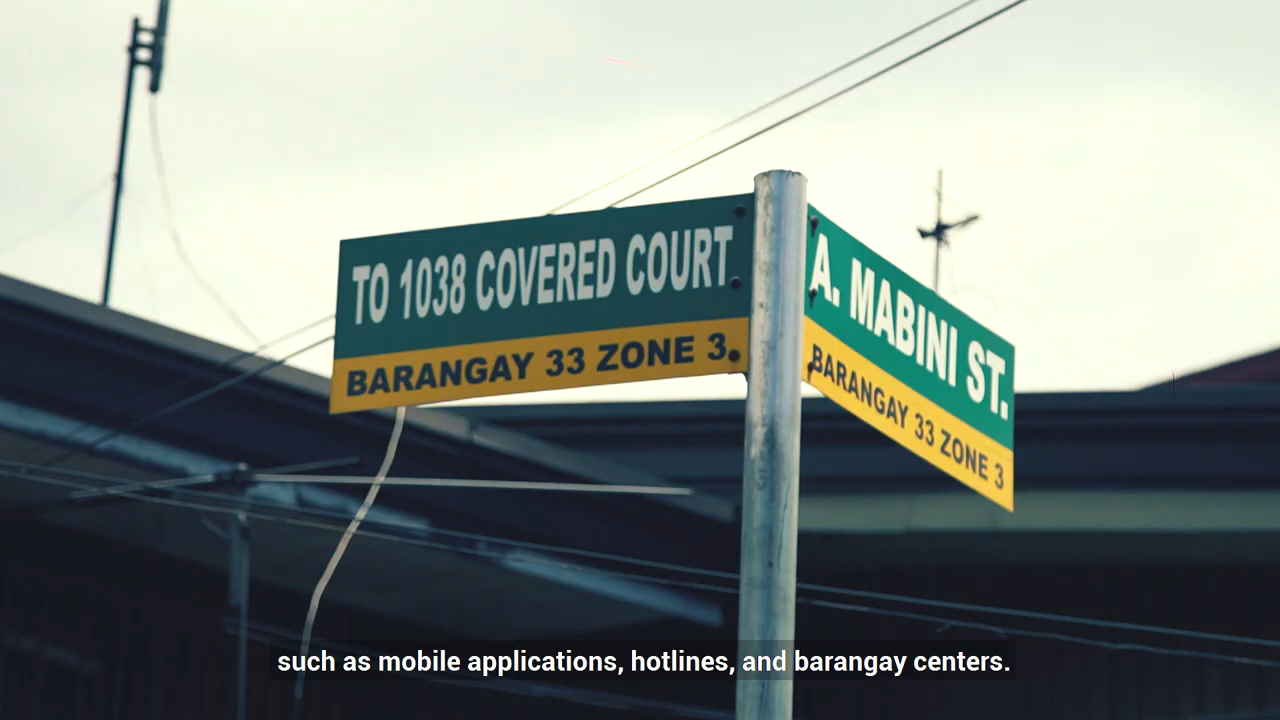 TO 1038 COVERED COURT
BARANGAY 33 ZONE 3
A. MABINI ST.
BARANGAY 33 ZONE 3
such as mobile applications, hotlines, and barangay centers.